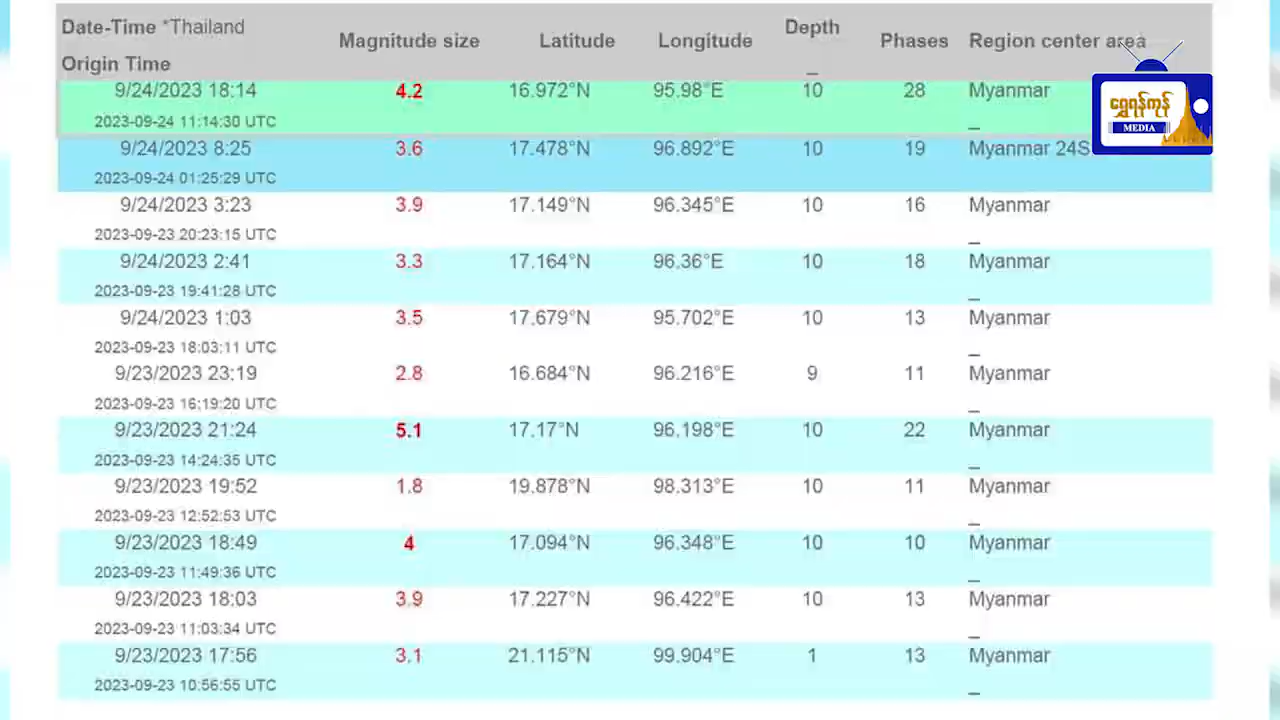 Date-Time *Thailand Magnitude size Latitude Longitude Depth Phases Region center area
Origin Time _
9/24/2023 18:14 4.2 16.972°N 95.98°E 10 28 Myanmar
2023-09-24 11:14:30 UTC _
9/24/2023 8:25 3.6 17.478°N 96.892°E 10 19 Myanmar 24S
2023-09-24 01:25:29 UTC
9/24/2023 3:23 3.9 17.149°N 96.345°E 10 16 Myanmar
2023-09-23 20:23:15 UTC _
9/24/2023 2:41 3.3 17.164°N 96.36°E 10 18 Myanmar
2023-09-23 19:41:28 UTC _
9/24/2023 1:03 3.5 17.679°N 95.702°E 10 13 Myanmar
2023-09-23 18:03:11 UTC _
9/23/2023 23:19 2.8 16.684°N 96.216°E 9 11 Myanmar
2023-09-23 16:19:20 UTC _
9/23/2023 21:24 5.1 17.17°N 96.198°E 10 22 Myanmar
2023-09-23 14:24:35 UTC _
9/23/2023 19:52 1.8 19.878°N 98.313°E 10 11 Myanmar
2023-09-23 12:52:53 UTC _
9/23/2023 18:49 4 17.094°N 96.348°E 10 10 Myanmar
2023-09-23 11:49:36 UTC _
9/23/2023 18:03 3.9 17.227°N 96.422°E 10 13 Myanmar
2023-09-23 11:03:34 UTC _
9/23/2023 17:56 3.1 21.115°N 99.904°E 1 13 Myanmar
2023-09-23 10:56:55 UTC _
ရွှေရန်ကုန်
MEDIA